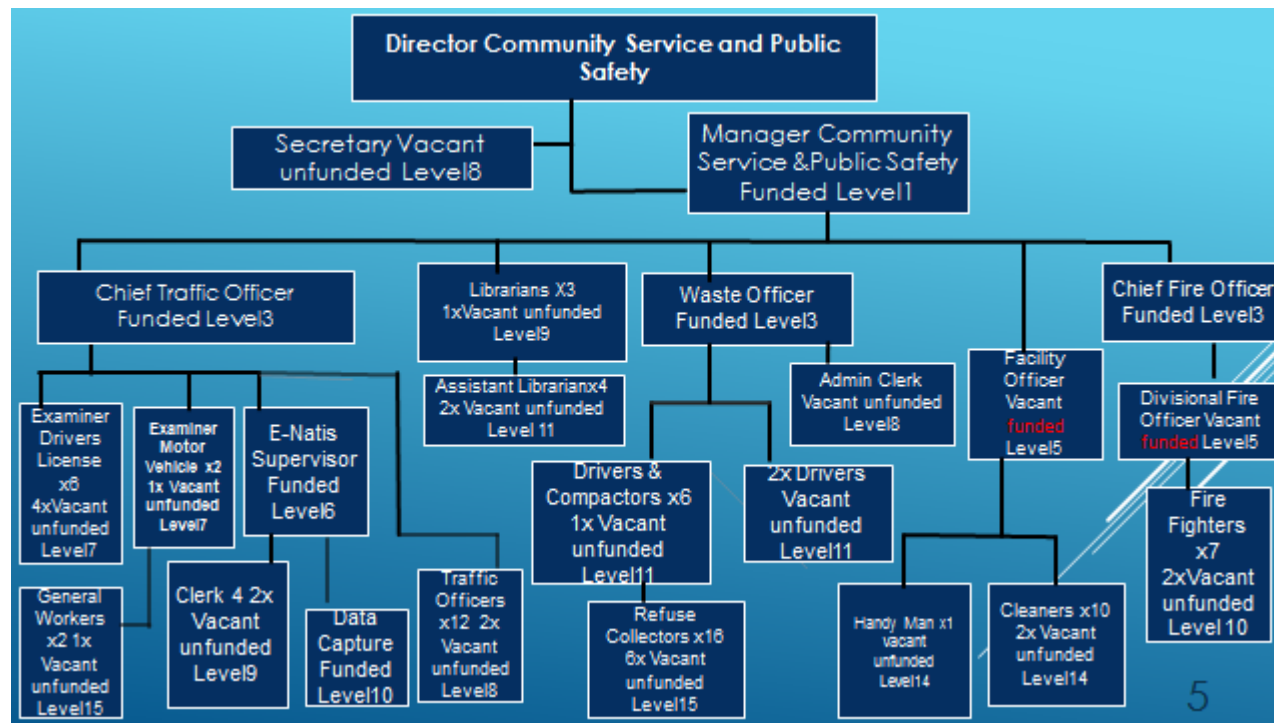 Director Community Service and Public
Safety
Secretary Vacant
unfunded Level8
Manager Community
Service &Public Safety
Funded Level1
Chief Traffic Officer
Funded Level3
Librarians X3
1xVacant unfunded
Level9
Waste Officer
Funded Level3
Chief Fire Officer
Funded Level3
Assistant Librarianx4
2x Vacant unfunded
Level 11
Admin Clerk
Vacant unfunded
Level8
Facility
Officer
Vacant
funded
Level5
Divisional Fire
Officer Vacant
funded Level5
Examiner
Drivers
License
x6
4xVacant
unfunded
Level7
Examiner
Motor
Vehicle x2
1x Vacant
unfunded
Level7
E-Natis
Supervisor
Funded
Level6
Drivers &
Compactors x6
1x Vacant
unfunded
Level11
2x Drivers
Vacant
unfunded
Level11
Fire
Fighters
x7
2xVacant
unfunded
Level 10
General
Workers
x2 1x
Vacant
unfunded
Level15
Clerk 4 2x
Vacant
unfunded
Level9
Data
Capture
Funded
Level10
Traffic
Officers
x12 2x
Vacant
unfunded
Level8
Refuse
Collectors x16
6x Vacant
unfunded
Level15
Handy Man x1
vacant
unfunded
Level14
Cleaners x10
2x Vacant
unfunded
Level14
5